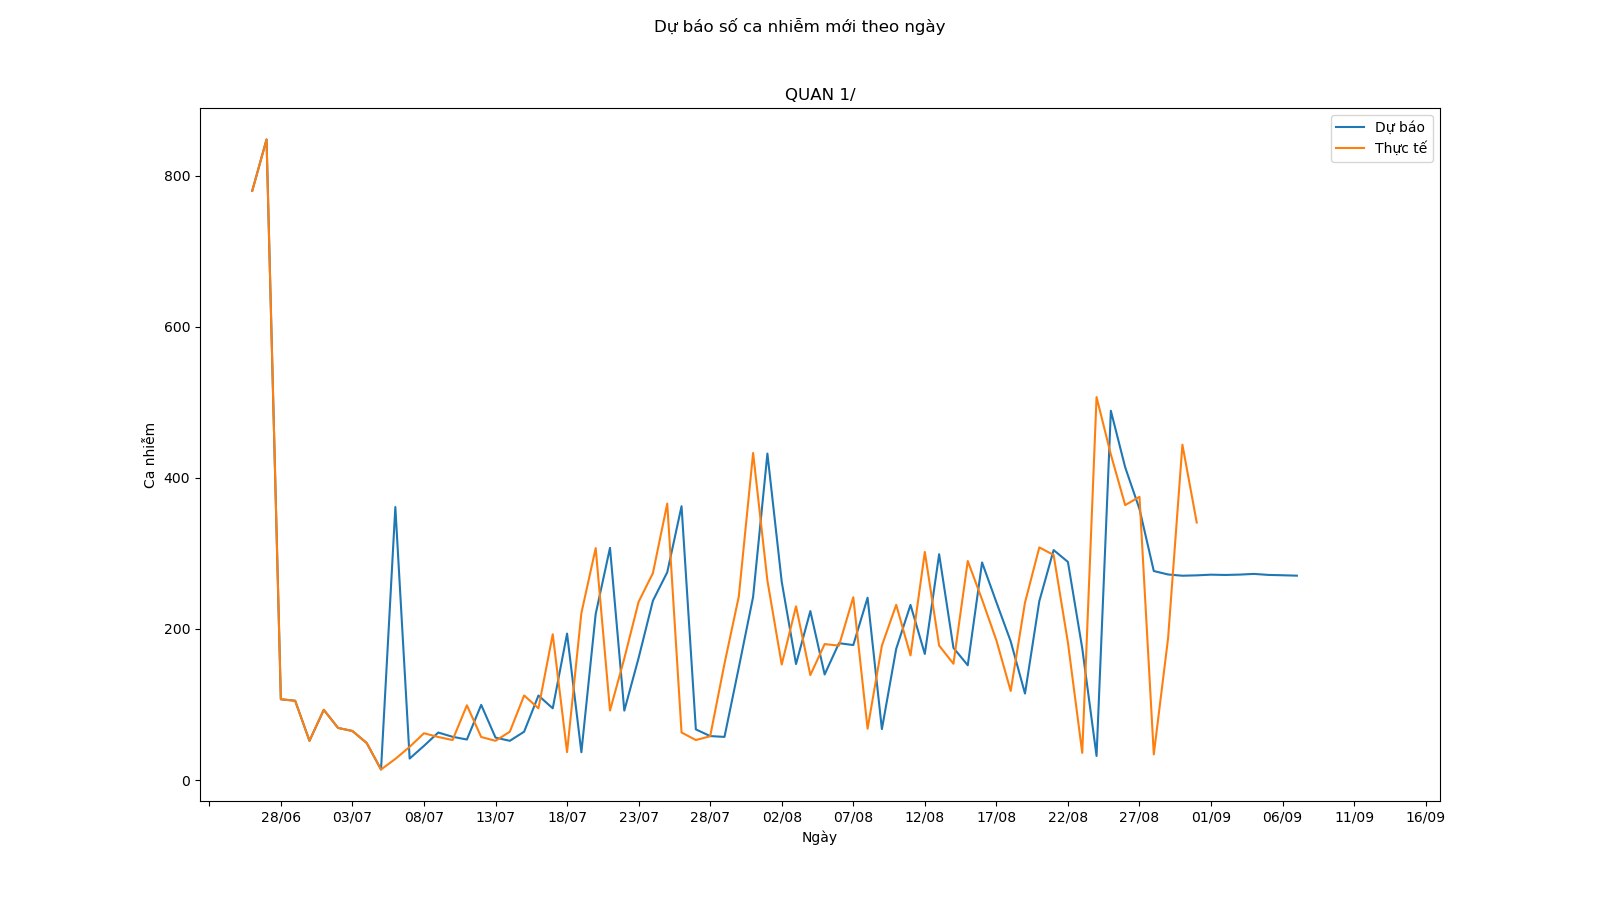 Dự báo số ca nhiễm mới theo ngày
QUAN 1/
Dự báo
Thực tế
800
600
400
200
0
Ca nhiễm
28/06 03/07 08/07 13/07 18/07 23/07 28/07 02/08 07/08 12/08 17/08 22/08 27/08 01/09 06/09 11/09 16/09
Ngày